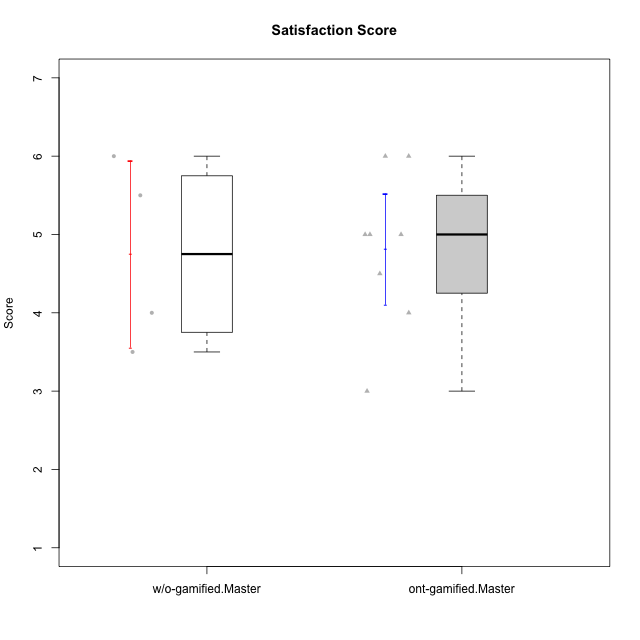 Satisfaction Score
Score
7
6
5
4
3
2
1
w/o-gamified.Master
ont-gamified.Master